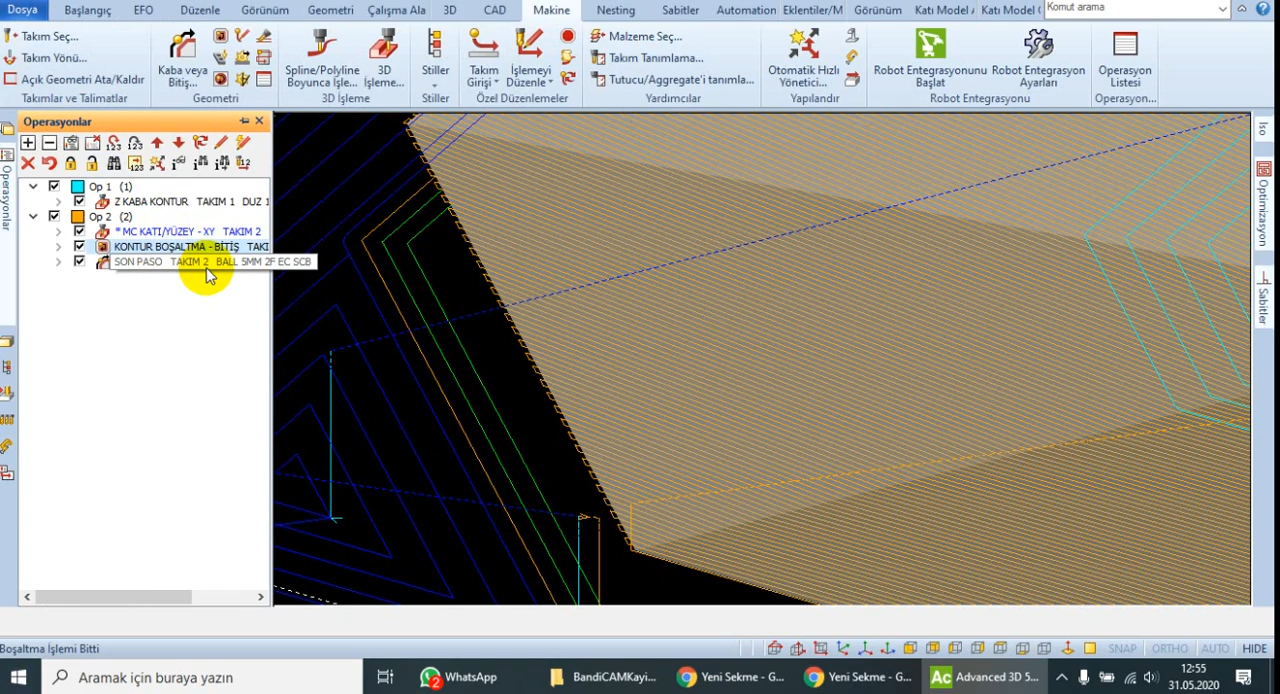 Dosya Başlangıç EFO Düzenle Görünüm Geometri Çalışma Ala 3D CAD Makine Nesting Sabitler Automation Eklentiler/M Görünüm Katı Model A Katı Model C Komut arama
Takım Seç...
Takım Yönü...
Açık Geometri Ata/Kaldır
Takımlar ve Talimatlar
Kaba veya Bitiş...
Geometri
Spline/Polyline Boyunca İşle...
3D İşleme...
3D İşleme
Stiller
Stiller
Takım Girişi
İşlemeyi Düzenle
Özel Düzenlemeler
Malzeme Seç...
Takım Tanımlama...
Tutucu/Aggregate'i tanımla...
Yardımcılar
Otomatik Hızlı Yönetici...
Yapılandır
Robot Entegrasyonunu Başlat
Robot Entegrasyon Ayarları
Robot Entegrasyonu
Operasyon Listesi
Operasyon...
Operasyonlar
Operasyonlar
Op 1 (1)
Z KABA KONTUR TAKIM 1 DUZ 1
Op 2 (2)
* MC KATI/YÜZEY - XY TAKIM 2
KONTUR BOŞALTMA - BİTİŞ TAKI
SON PASO TAKIM 2 BALL 5MM 2F EC SCB
Iso
Optimizasyon
Sabitler
Boşaltma İşlemi Bitti
SNAP ORTHO AUTO HIDE
Aramak için buraya yazın
2
WhatsApp
BandiCAMKayi...
Yeni Sekme - G...
Yeni Sekme - G...
Ac Advanced 3D 5...
12:55
31.05.2020